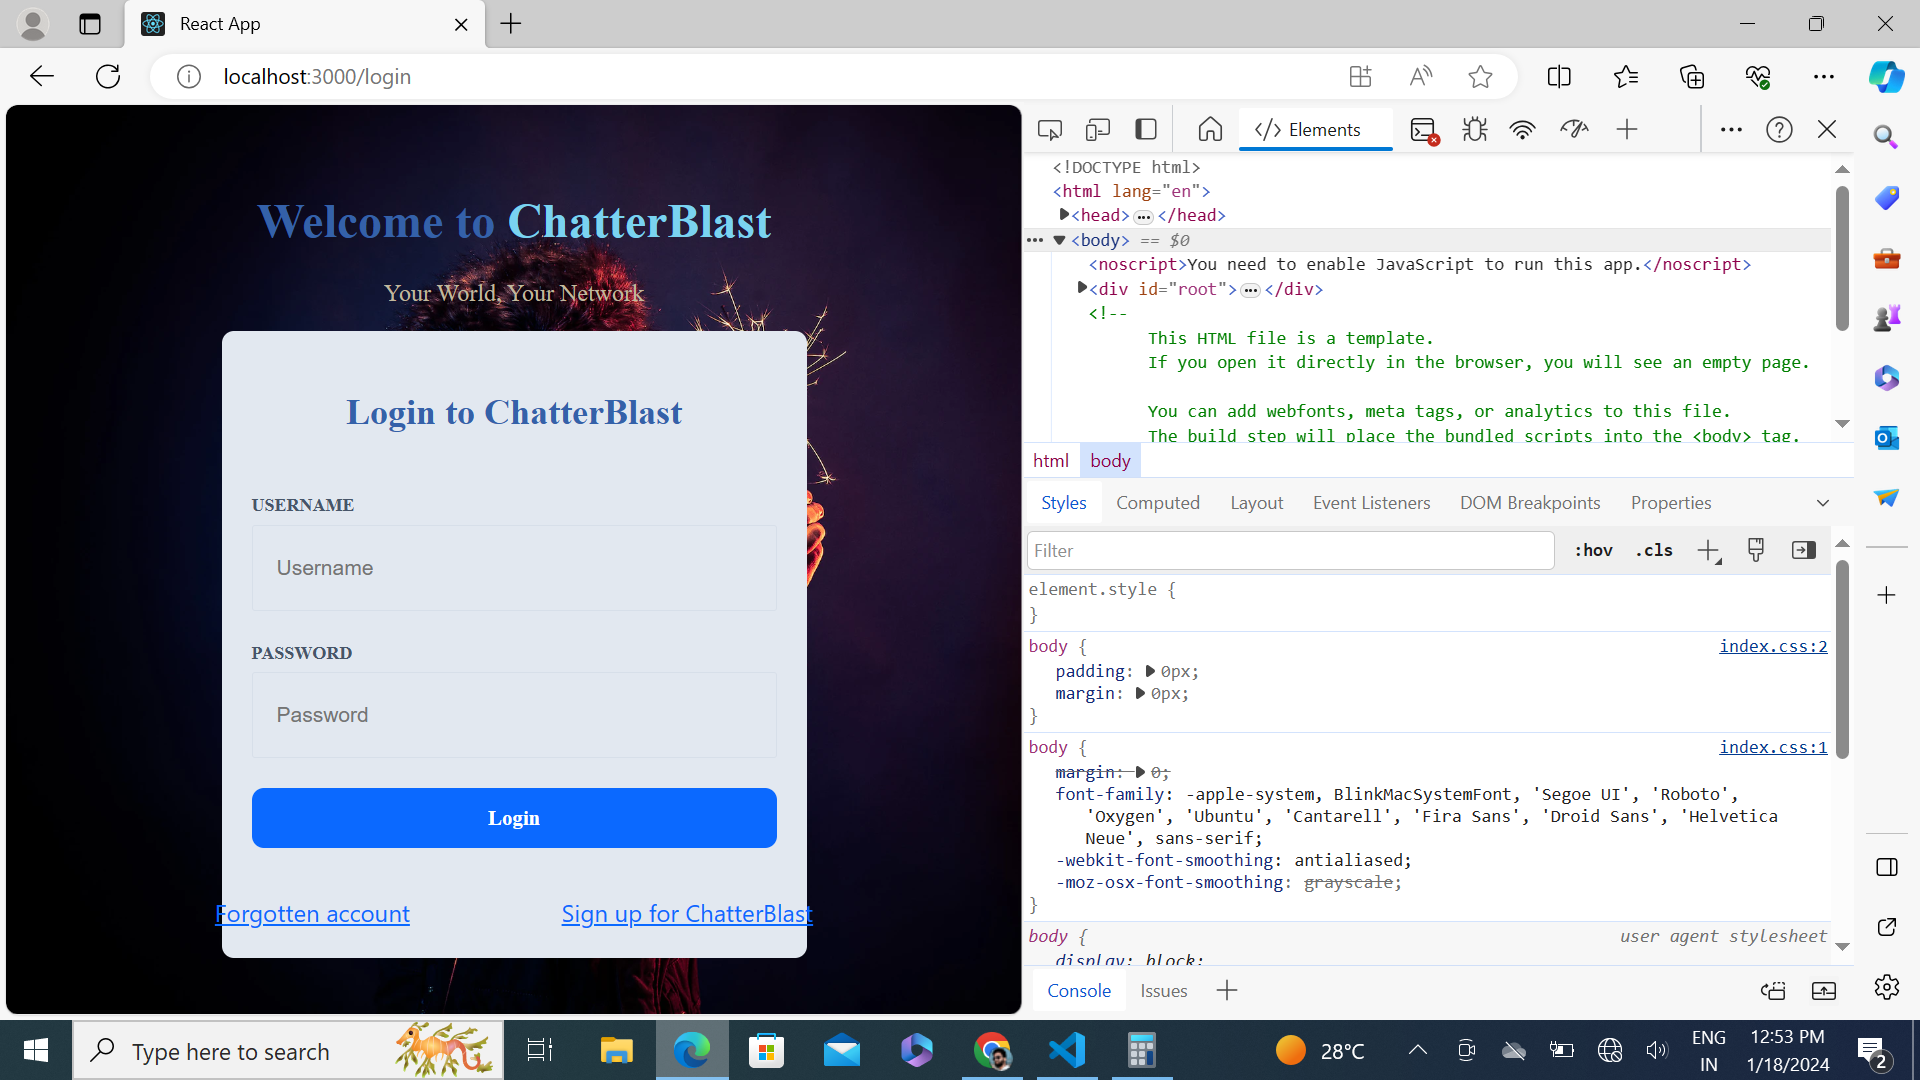 React App
localhost:3000/login
Welcome to ChatterBlast
Your World, Your Network
Login to ChatterBlast
USERNAME
Username
PASSWORD
Password
Login
Forgotten account
Sign up for ChatterBlast
Elements
<!DOCTYPE html>
<html lang="en">
<head> </head>
<body> == $0
<noscript>You need to enable JavaScript to run this app.</noscript>
<div id="root"> </div>
<!--
This HTML file is a template.
If you open it directly in the browser, you will see an empty page.
You can add webfonts, meta tags, or analytics to this file.
The build step will place the bundled scripts into the <body> tag.
html body
Styles Computed Layout Event Listeners DOM Breakpoints Properties
Filter :hov .cls
element.style {
}
body { index.css:2
padding: 0px;
margin: 0px;
}
body { index.css:1
margin: 0;
font-family: -apple-system, BlinkMacSystemFont, 'Segoe UI', 'Roboto',
'Oxygen', 'Ubuntu', 'Cantarell', 'Fira Sans', 'Droid Sans', 'Helvetica
Neue', sans-serif;
-webkit-font-smoothing: antialiased;
-moz-osx-font-smoothing: grayscale;
}
body { user agent stylesheet
display: block;
Console Issues
Type here to search
28°C
ENG
IN
12:53 PM
1/18/2024
2